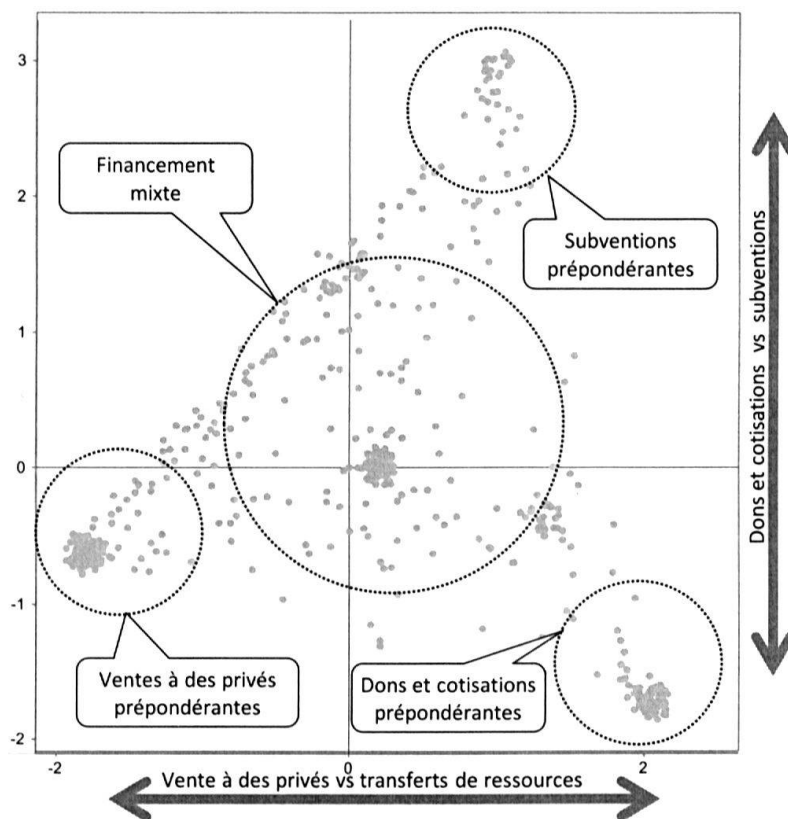 3
Financement
mixte
2
Subventions
prépondérantes
1
0
-1
Ventes à des privés
prépondérantes
Dons et cotisations
prépondérantes
-2
-2
0
2
Vente à des privés vs transferts de ressources
Dons et cotisations vs subventions